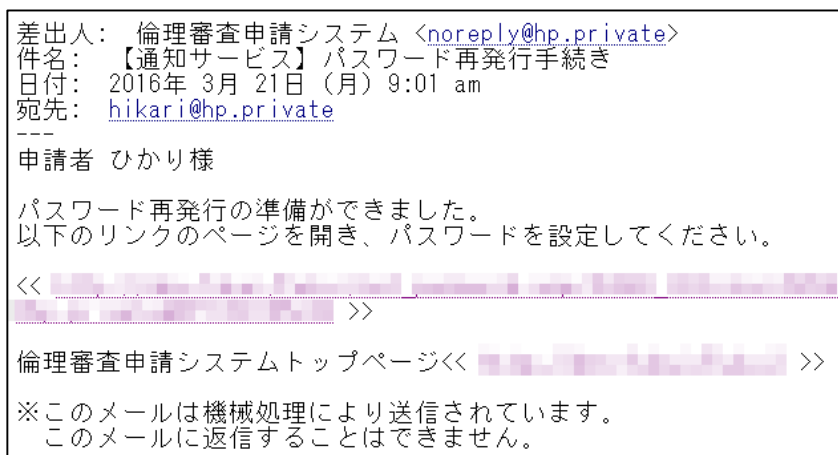 差出人: 倫理審査申請システム <noreply@hp.private>
件名: 【通知サービス】パスワード再発行手続き
日付: 2016年 3月 21日 (月) 9:01 am
宛先: hikari@hp.private
---
申請者 ひかり様
パスワード再発行の準備ができました。
以下のリンクのページを開き、パスワードを設定してください。
<<
>>
倫理審査申請システムトップページ<< >>
※このメールは機械処理により送信されています。
このメールに返信することはできません。